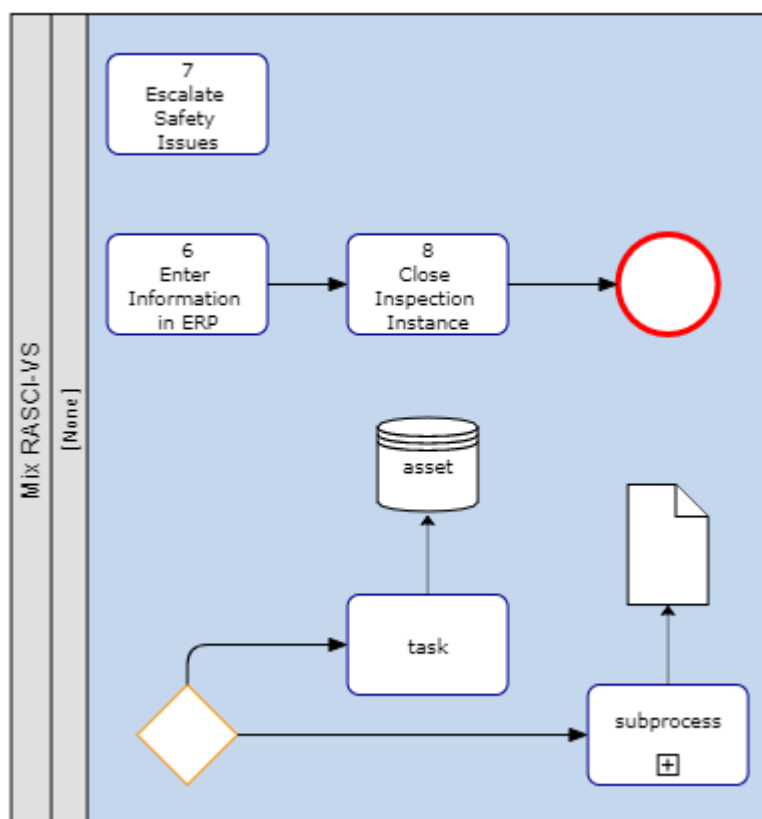 Mix RASCI-VS
[None]
7
Escalate
Safety
Issues
6
Enter
Information
in ERP
8
Close
Inspection
Instance
asset
task
subprocess